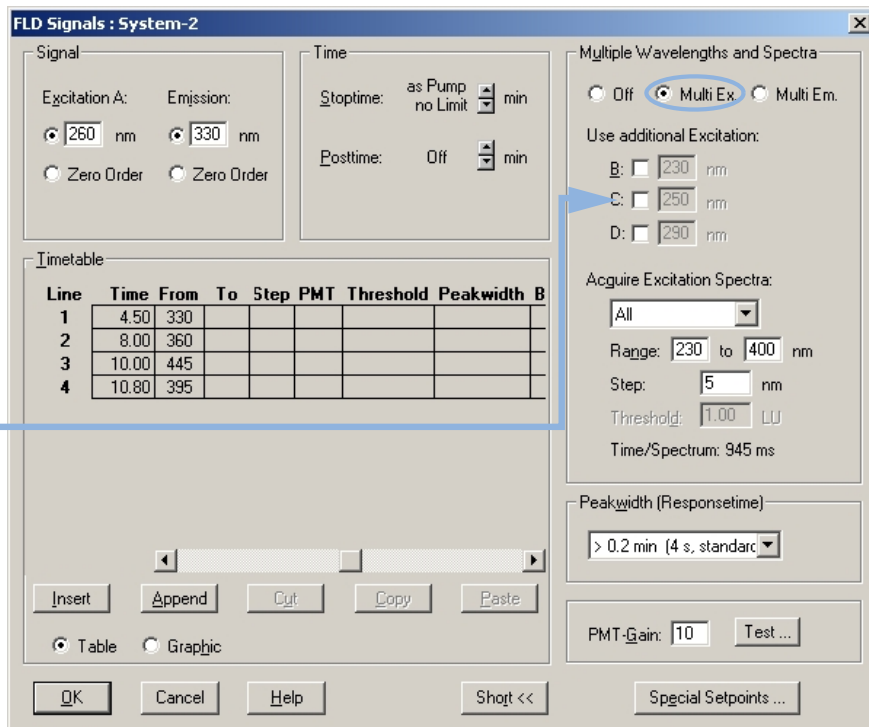 FLD Signals : System-2
Signal
Excitation A: Emission:
260 nm 330 nm
Zero Order Zero Order
Time
Stoptime: as Pump no Limit min
Posttime: Off min
Multiple Wavelengths and Spectra
Off Multi Ex. Multi Em.
Use additional Excitation:
B: 230 nm
C: 250 nm
D: 290 nm
Acquire Excitation Spectra:
All
Range: 230 to 400 nm
Step: 5 nm
Threshold: 1.00 LU
Time/Spectrum: 945 ms
Timetable
Line Time From To Step PMT Threshold Peakwidth B
1 4.50 330
2 8.00 360
3 10.00 445
4 10.80 395
Insert Append Cut Copy Paste
Table Graphic
Peakwidth (Responsetime)
> 0.2 min (4 s, standard
PMT-Gain: 10 Test ...
OK Cancel Help Short << Special Setpoints ...